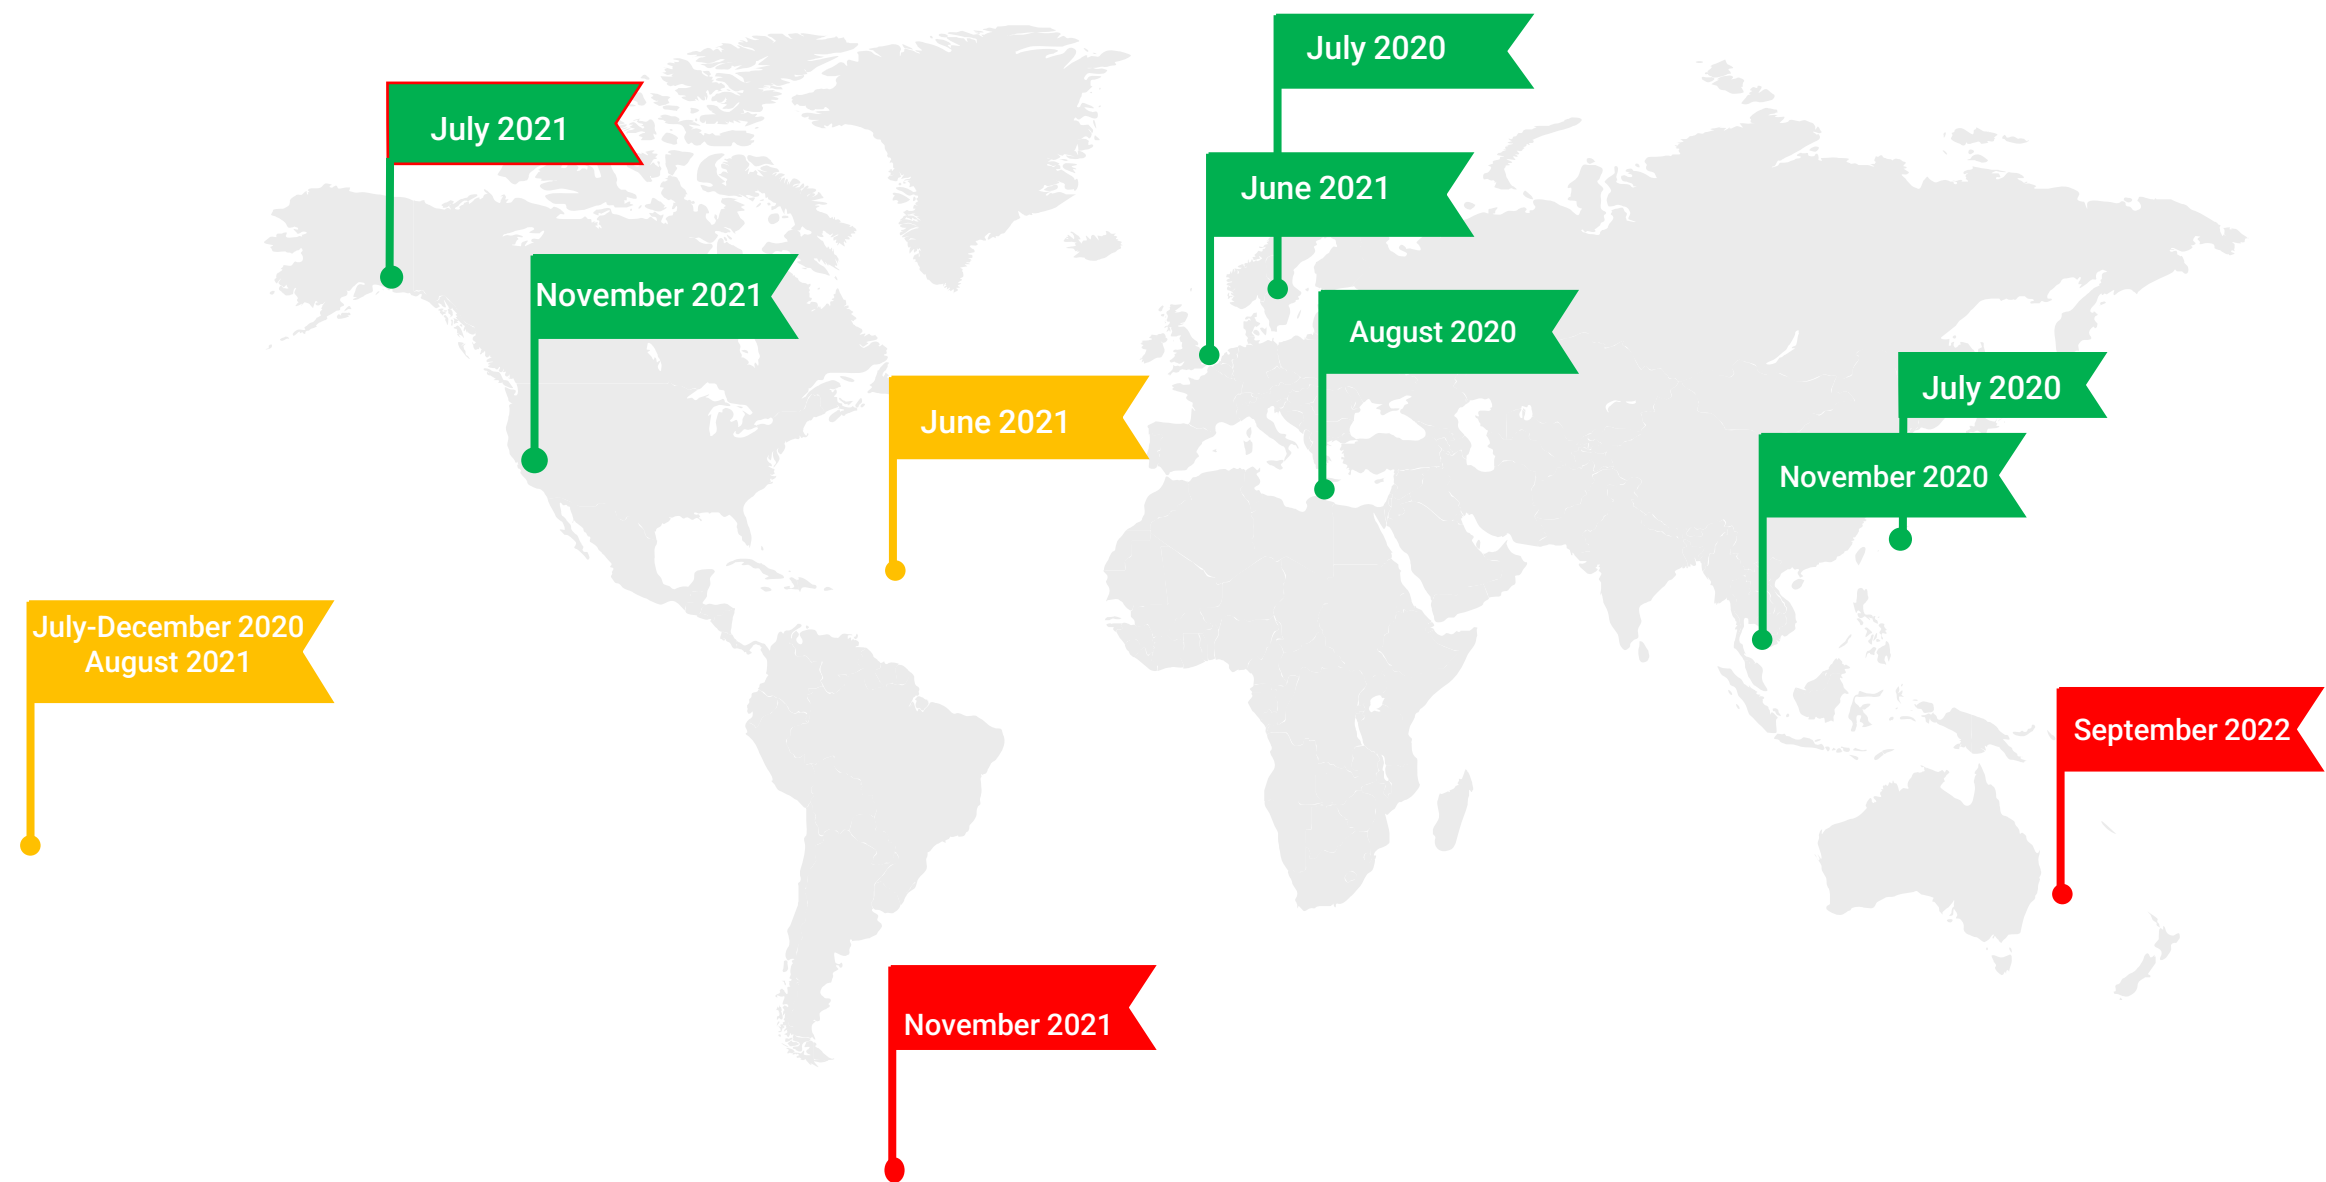 July 2020
July 2021
June 2021
November 2021
August 2020
July 2020
June 2021
November 2020
July-December 2020
August 2021
September 2022
November 2021